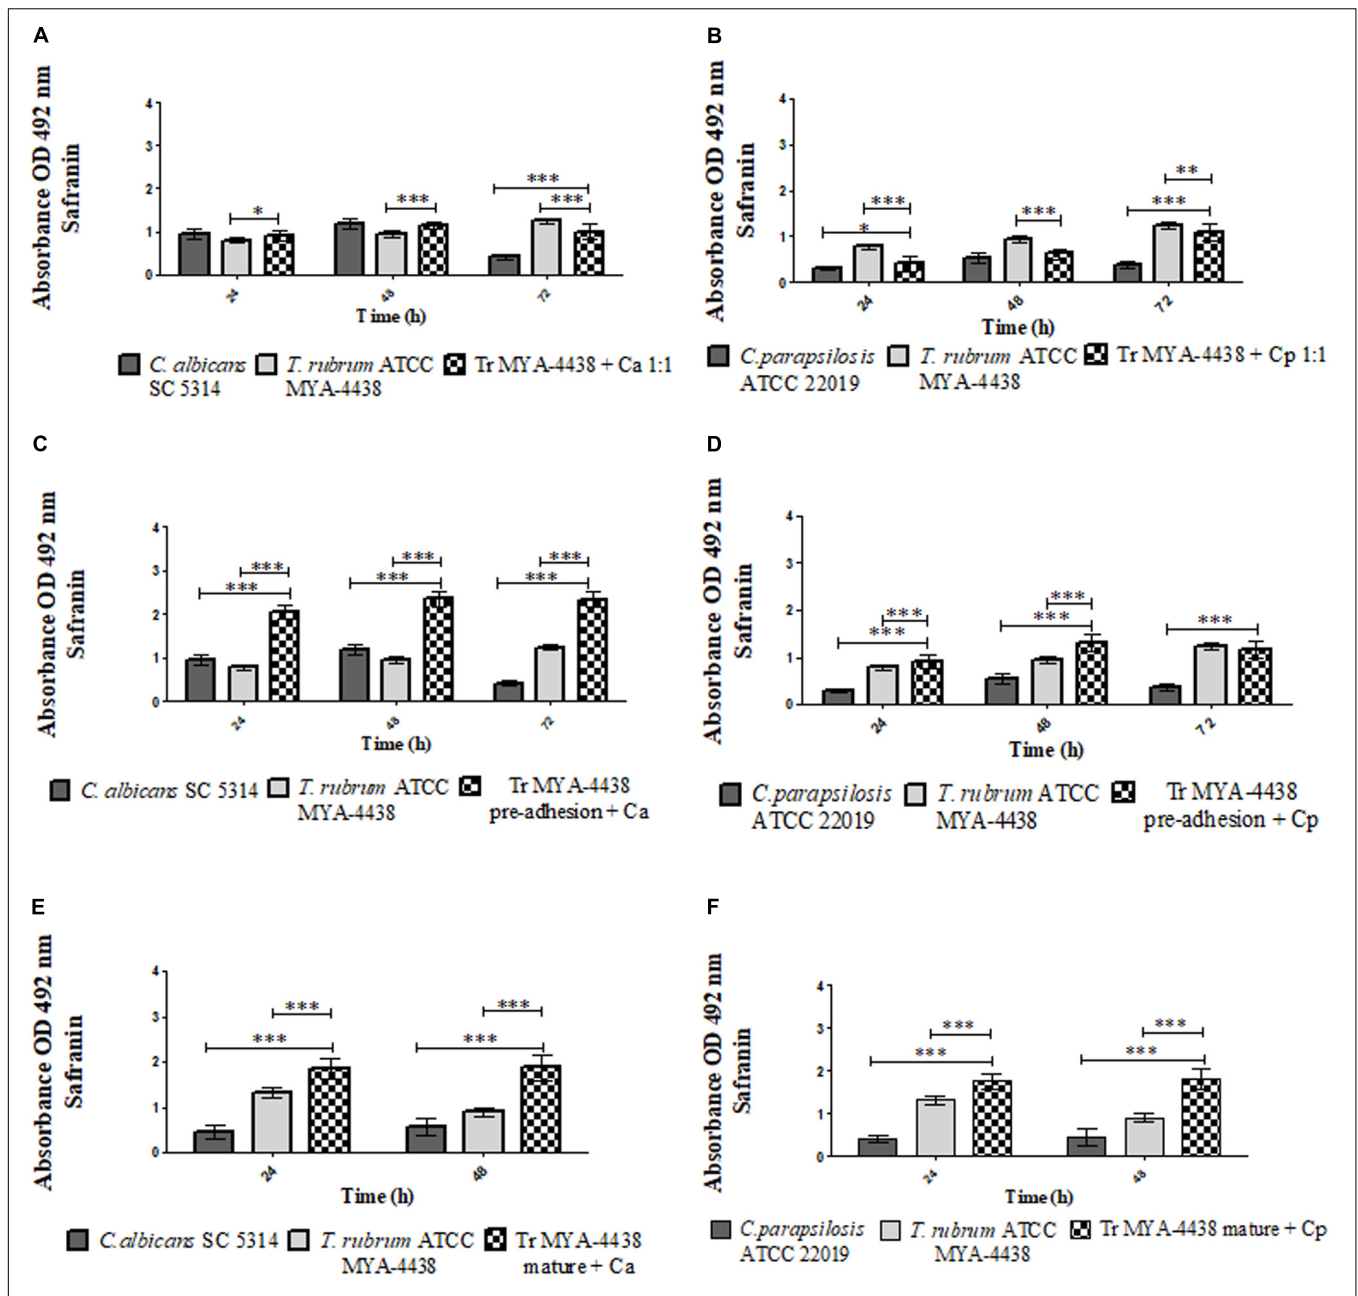 A
Absorbance OD 492 nm
Safranin
4
3
2
1
0
***
***
***
*
24
48
72
Time (h)
C. albicans
SC 5314
T. rubrum ATCC
MYA-4438
Tr MYA-4438 + Ca 1:1
B
Absorbance OD 492 nm
Safranin
4
3
2
1
0
**
***
***
***
*
24
48
72
Time (h)
C.parapsilosis
ATCC 22019
T. rubrum ATCC
MYA-4438
Tr MYA-4438 + Cp 1:1
C
Absorbance OD 492 nm
Safranin
4
3
2
1
0
***
***
***
***
***
***
24
48
72
Time (h)
C. albicans SC 5314
T. rubrum ATCC
MYA-4438
Tr MYA-4438
pre-adhesion + Ca
D
Absorbance OD 492 nm
Safranin
4
3
2
1
0
***
***
***
***
***
24
48
72
Time (h)
C.parapsilosis
ATCC 22019
T. rubrum ATCC
MYA-4438
Tr MYA-4438
pre-adhesion + Cp
E
Absorbance OD 492 nm
Safranin
4
3
2
1
0
***
***
***
***
24
48
Time (h)
C.albicans SC 5314
T. rubrum ATCC
MYA-4438
Tr MYA-4438
mature + Ca
F
Absorbance OD 492 nm
Safranin
4
3
2
1
0
***
***
***
***
24
48
Time (h)
C.parapsilosis
ATCC 22019
T. rubrum ATCC
MYA-4438
Tr MYA-4438 mature + Cp